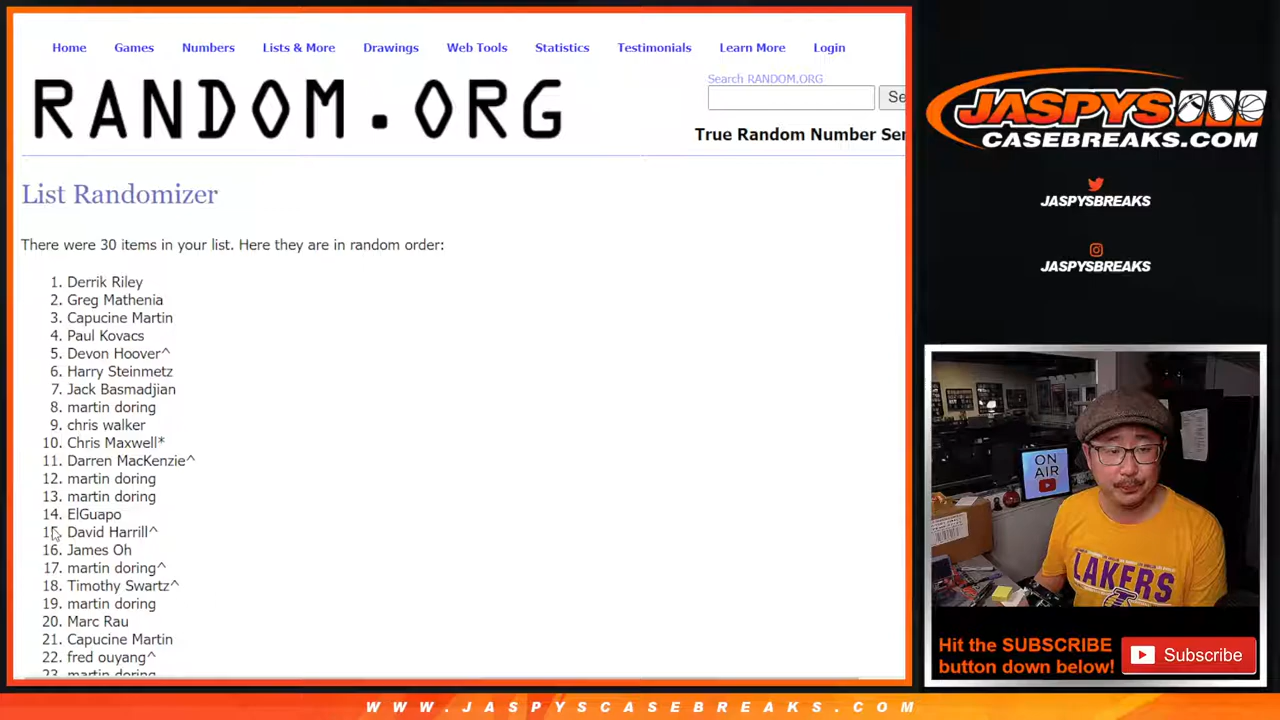 Home Games Numbers Lists & More Drawings Web Tools Statistics Testimonials Learn More Login
RANDOM.ORG
Search RANDOM.ORG
Se
True Random Number Ser
List Randomizer
There were 30 items in your list. Here they are in random order:
1. Derrik Riley
2. Greg Mathenia
3. Capucine Martin
4. Paul Kovacs
5. Devon Hoover^
6. Harry Steinmetz
7. Jack Basmadjian
8. martin doring
9. chris walker
10. Chris Maxwell*
11. Darren MacKenzie^
12. martin doring
13. martin doring
14. ElGuapo
15. David Harrill^
16. James Oh
17. martin doring^
18. Timothy Swartz^
19. martin doring
20. Marc Rau
21. Capucine Martin
22. fred ouyang^
23. martin doring
JASPYS
CASEBREAKS.COM
JASPYSBREAKS
JASPYSBREAKS
ON
AIR
LAKERS
Hit the SUBSCRIBE
button down below!
Subscribe
WWW.JASPYSCASEBREAKS.COM